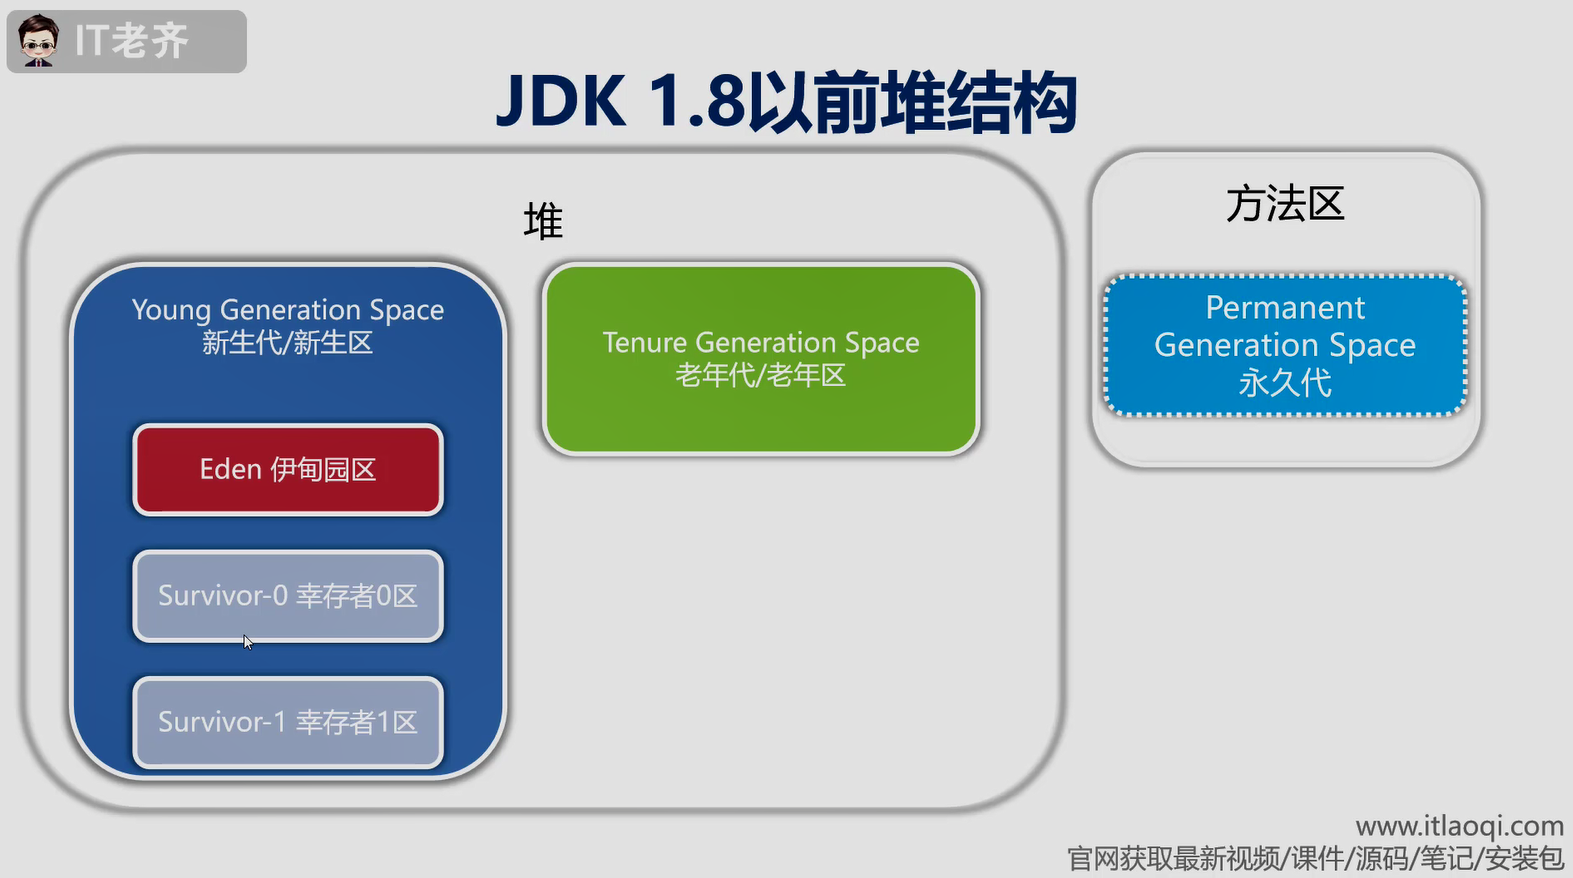 IT老齐
JDK 1.8以前堆结构
堆
Young Generation Space
新生代/新生区
Eden 伊甸园区
Survivor-0 幸存者0区
Survivor-1 幸存者1区
Tenure Generation Space
老年代/老年区
方法区
Permanent
Generation Space
永久代
www.itlaoqi.com
官网获取最新视频/课件/源码/笔记/安装包